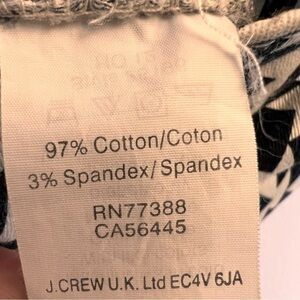 97% Cotton/Coton
3% Spandex/Spandex
RN77388
CA56445
J.CREW U.K. Ltd EC4V 6JA